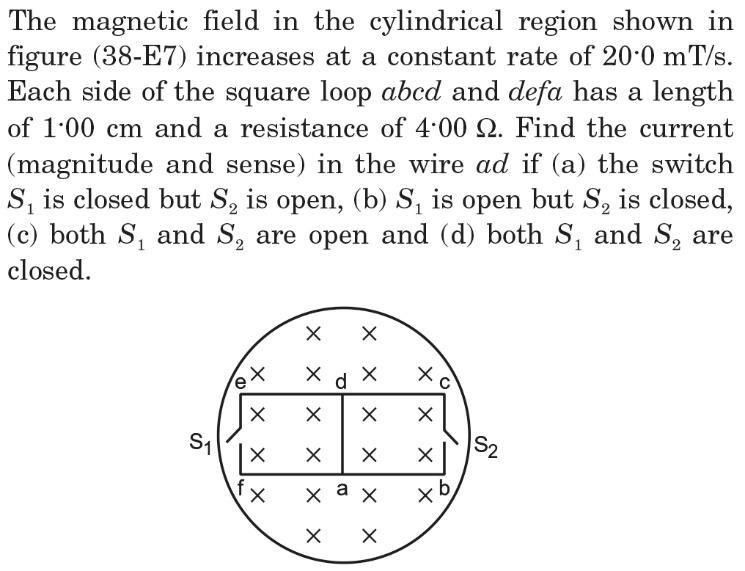 The magnetic field in the cylindrical region shown in
figure (38-E7) increases at a constant rate of 20·0 mT/s.
Each side of the square loop abcd and defa has a length
of 1·00 cm and a resistance of 4·00 Ω. Find the current
(magnitude and sense) in the wire ad if (a) the switch
S₁ is closed but S₂ is open, (b) S₁ is open but S₂ is closed,
(c) both S₁ and S₂ are open and (d) both S₁ and S₂ are
closed.
e d c
S₁ S₂
f a b